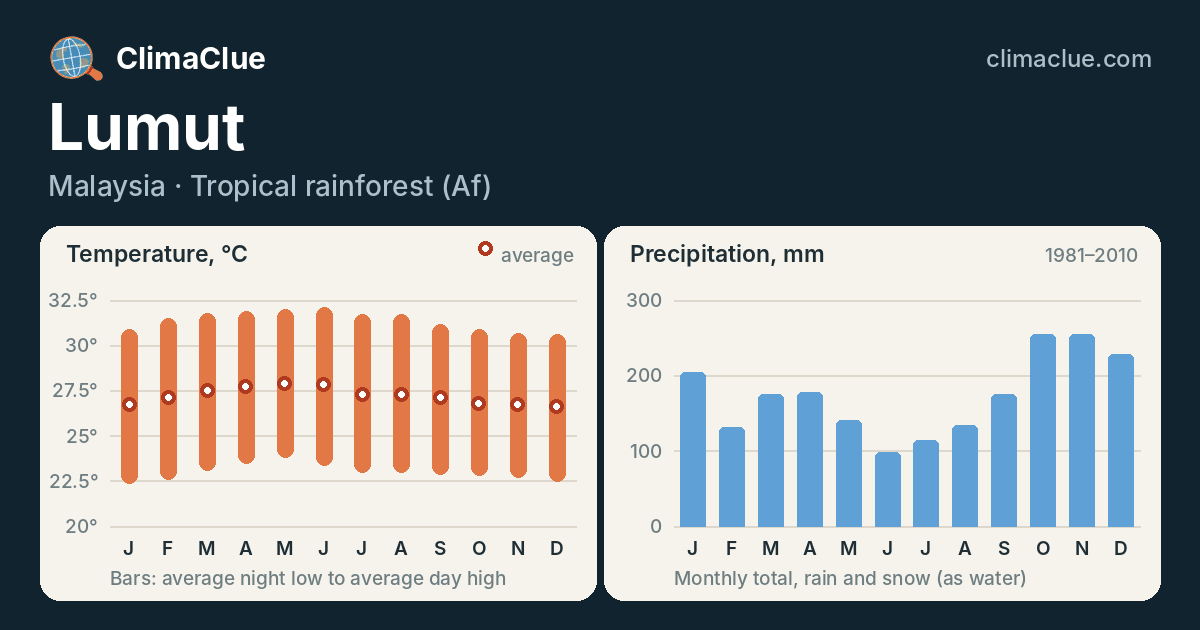 ClimaClue
climaclue.com
Lumut
Malaysia · Tropical rainforest (Af)
Temperature, °C
average
32.5°
30°
27.5°
25°
22.5°
20°
J F M A M J J A S O N D
Bars: average night low to average day high
Precipitation, mm
1981–2010
300
200
100
0
J F M A M J J A S O N D
Monthly total, rain and snow (as water)